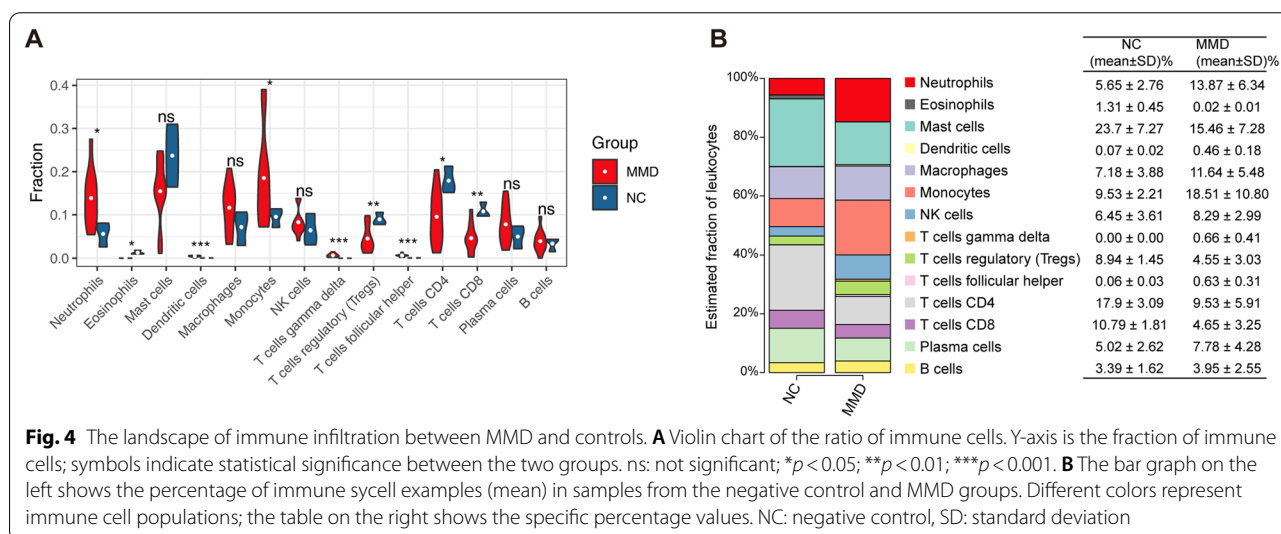 A
*
ns
*
ns
ns
***
**
***
*
**
ns
ns
*
***
0.4
0.3
0.2
0.1
0.0
Fraction
Group
MMD
NC
Neutrophils
Eosinophils
Mast cells
Dendritic cells
Macrophages
Monocytes
NK cells
T cells gamma delta
T cells regulatory (Tregs)
T cells follicular helper
T cells CD4
T cells CD8
Plasma cells
B cells
B
Estimated fraction of leukocytes
100%
80%
60%
40%
20%
0%
NC
MMD
NC MMD
(mean±SD)% (mean±SD)%
Neutrophils 5.65 ± 2.76 13.87 ± 6.34
Eosinophils 1.31 ± 0.45 0.02 ± 0.01
Mast cells 23.7 ± 7.27 15.46 ± 7.28
Dendritic cells 0.07 ± 0.02 0.46 ± 0.18
Macrophages 7.18 ± 3.88 11.64 ± 5.48
Monocytes 9.53 ± 2.21 18.51 ± 10.80
NK cells 6.45 ± 3.61 8.29 ± 2.99
T cells gamma delta 0.00 ± 0.00 0.66 ± 0.41
T cells regulatory (Tregs) 8.94 ± 1.45 4.55 ± 3.03
T cells follicular helper 0.06 ± 0.03 0.63 ± 0.31
T cells CD4 17.9 ± 3.09 9.53 ± 5.91
T cells CD8 10.79 ± 1.81 4.65 ± 3.25
Plasma cells 5.02 ± 2.62 7.78 ± 4.28
B cells 3.39 ± 1.62 3.95 ± 2.55
Fig. 4 The landscape of immune infiltration between MMD and controls. A Violin chart of the ratio of immune cells. Y-axis is the fraction of immune
cells; symbols indicate statistical significance between the two groups. ns: not significant; *p < 0.05; **p < 0.01; ***p < 0.001. B The bar graph on the
left shows the percentage of immune sycell examples (mean) in samples from the negative control and MMD groups. Different colors represent
immune cell populations; the table on the right shows the specific percentage values. NC: negative control, SD: standard deviation